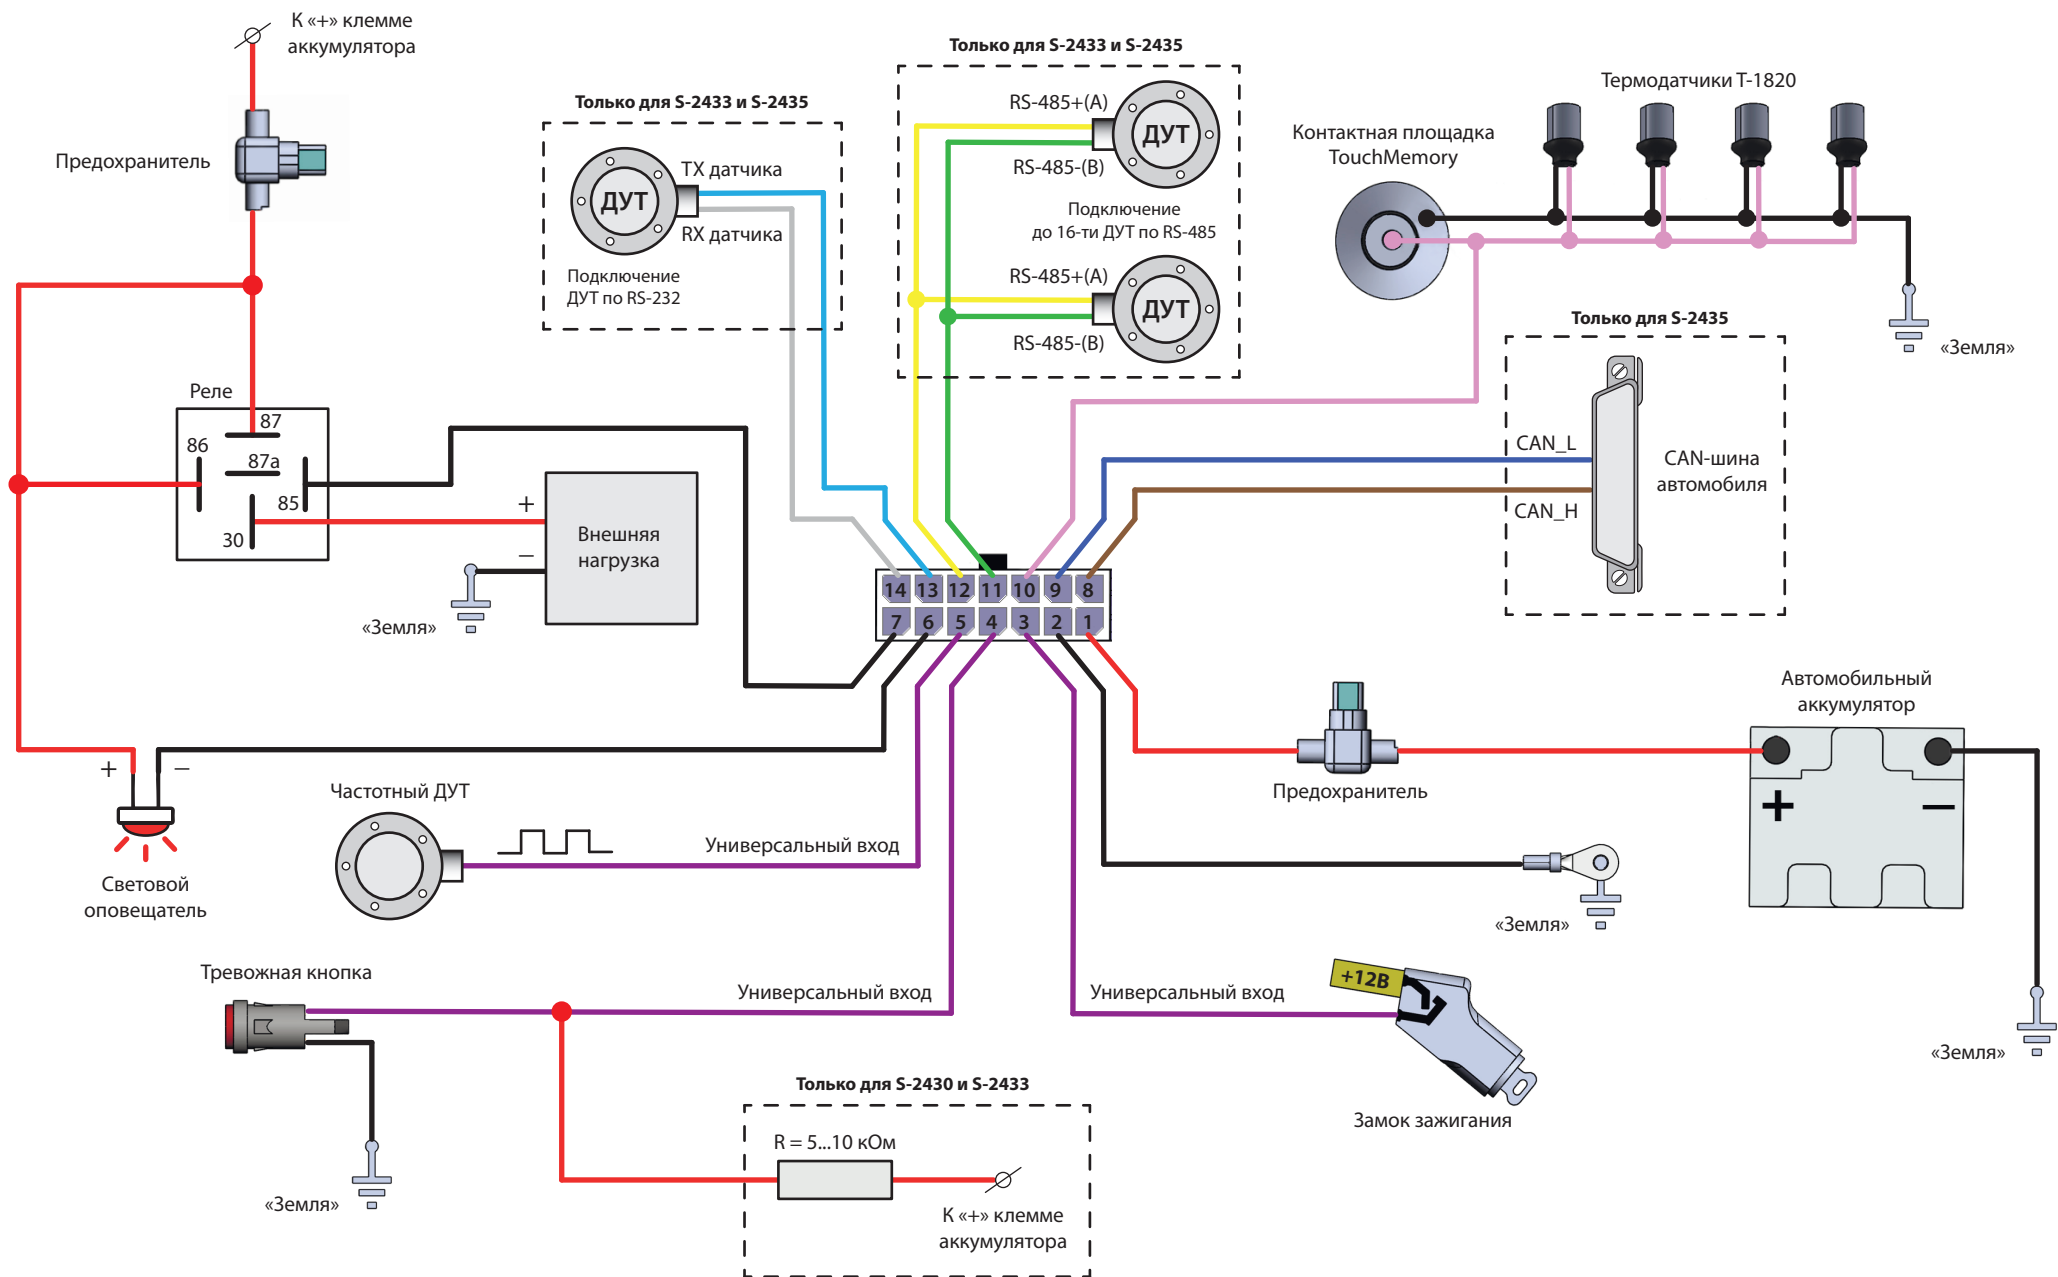 К «+» клемме
аккумулятора
Предохранитель
Только для S-2433 и S-2435
ДУТ
TX датчика
RX датчика
Подключение
ДУТ по RS-232
Только для S-2433 и S-2435
RS-485+(A)
ДУТ
RS-485-(B)
Подключение
до 16-ти ДУТ по RS-485
RS-485+(A)
ДУТ
RS-485-(B)
Термодатчики T-1820
Контактная площадка
TouchMemory
«Земля»
Только для S-2435
CAN_L
CAN_H
CAN-шина
автомобиля
Реле
87
86
87a
85
30
+
−
Внешняя
нагрузка
«Земля»
14 13 12 11 10 9 8
7 6 5 4 3 2 1
+ −
Световой
оповещатель
Частотный ДУТ
Универсальный вход
Предохранитель
Автомобильный
аккумулятор
+ −
«Земля»
«Земля»
Тревожная кнопка
Универсальный вход
Универсальный вход
+12В
Замок зажигания
«Земля»
Только для S-2430 и S-2433
R = 5...10 кОм
К «+» клемме
аккумулятора